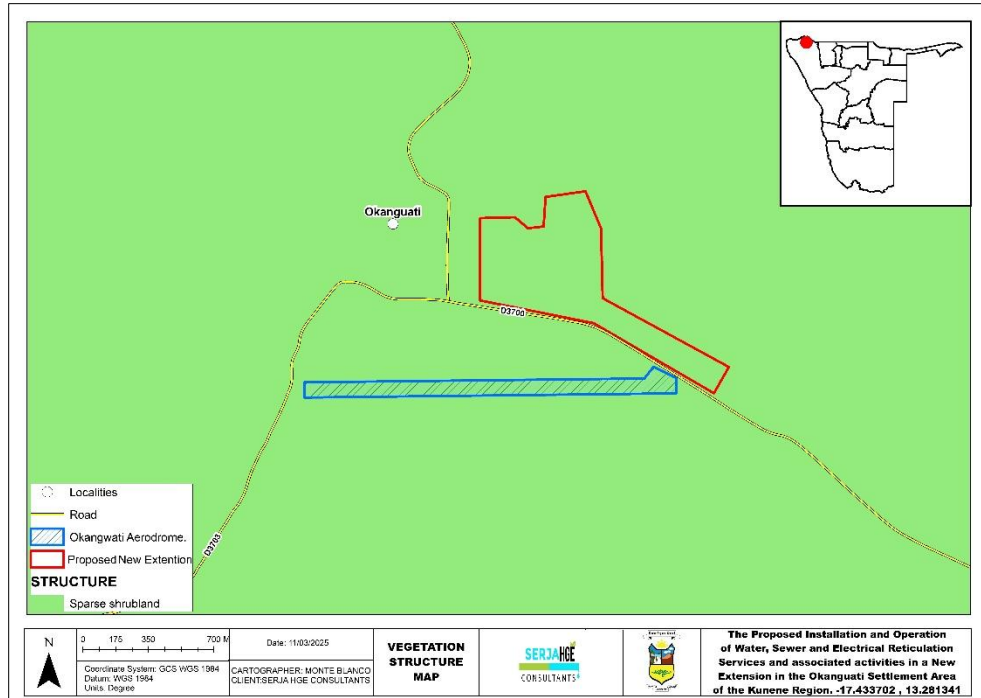 Okanguati
D3700
D3703
Localities
Road
Okangwati Aerodrome.
Proposed New Extention
STRUCTURE
Sparse shrubland
N
0 175 350 700 M
Coordinate System: GCS WGS 1984
Datum: WGS 1984
Units. Degree
Date: 11/03/2025
CARTOGRAPHER: MONTE BLANCO
CLIENT:SERJA HGE CONSULTANTS
VEGETATION
STRUCTURE
MAP
SERJAHGE
CONSULTANTS
The Proposed Installation and Operation
of Water, Sewer and Electrical Reticulation
Services and associated activities in a New
Extension in the Okanguati Settlement Area
of the Kunene Region. -17.433702 , 13.281341